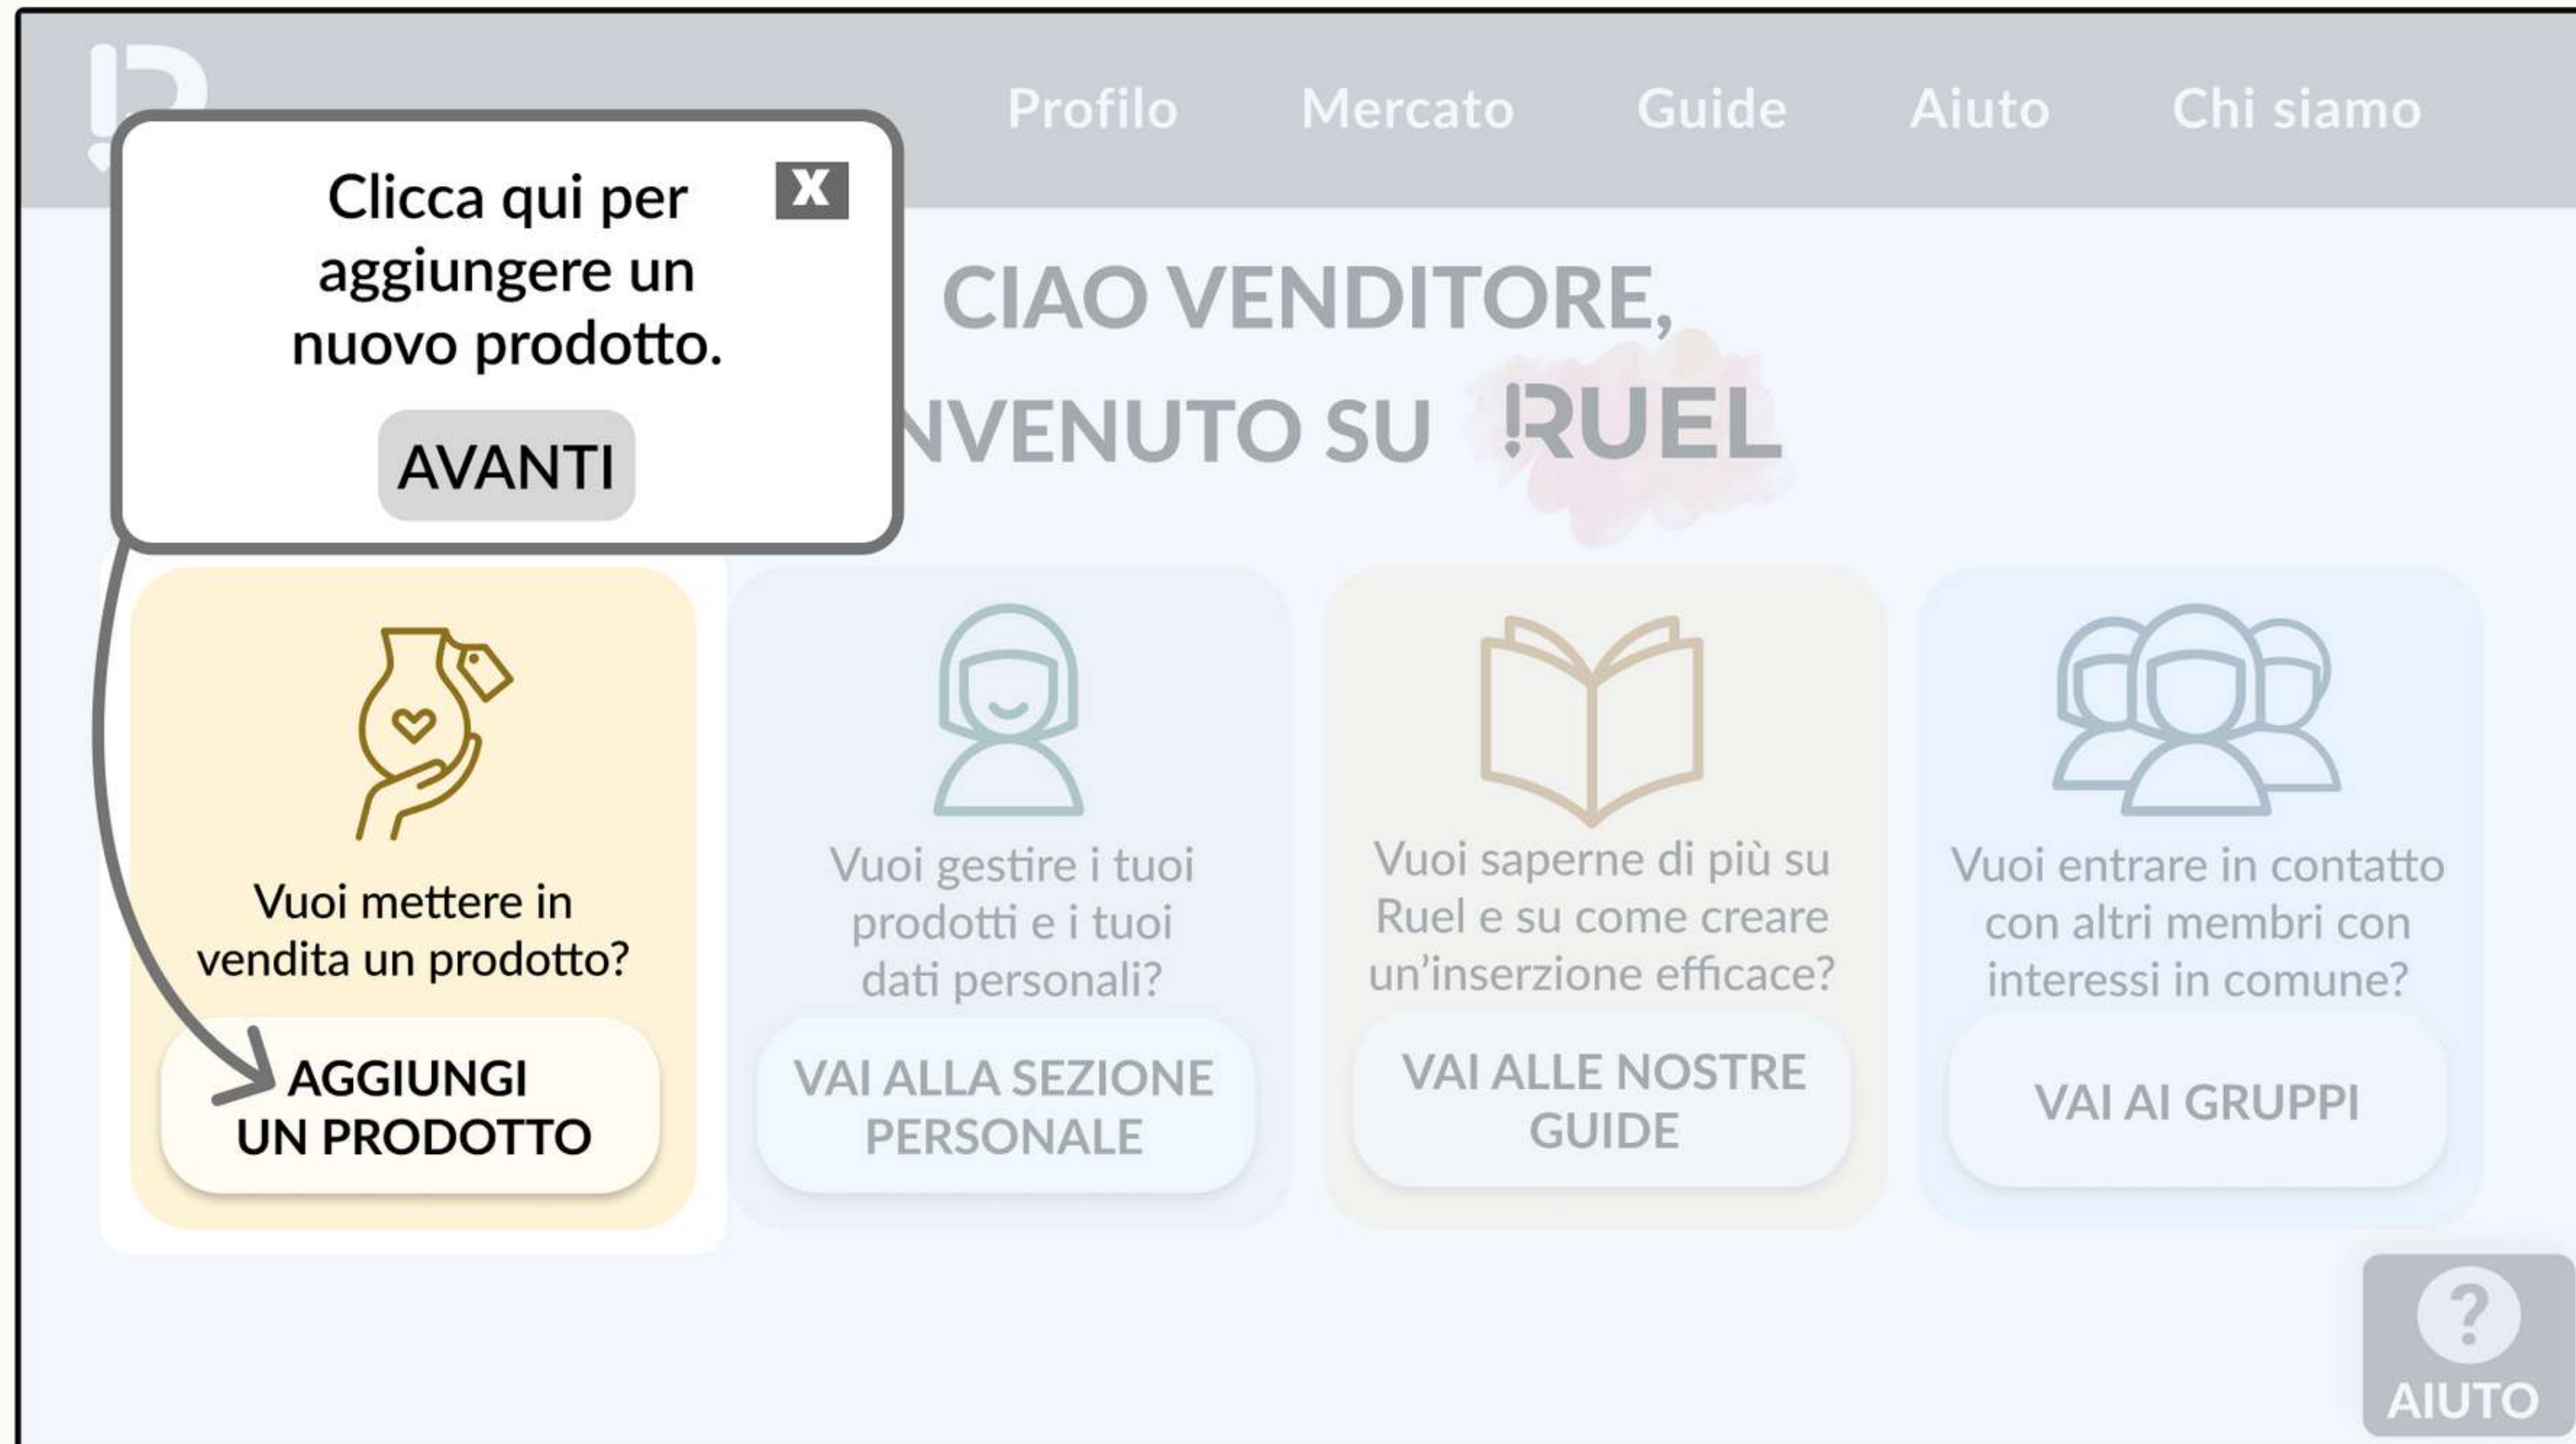 Profilo Mercato Guide Aiuto Chi siamo
Clicca qui per
aggiungere un
nuovo prodotto.
X
AVANTI
CIAO VENDITORE,
NVENUTO SU RUEL
Vuoi mettere in
vendita un prodotto?
AGGIUNGI
UN PRODOTTO
Vuoi gestire i tuoi
prodotti e i tuoi
dati personali?
VAI ALLA SEZIONE
PERSONALE
Vuoi saperne di più su
Ruel e su come creare
un’inserzione efficace?
VAI ALLE NOSTRE
GUIDE
Vuoi entrare in contatto
con altri membri con
interessi in comune?
VAI AI GRUPPI
?
AIUTO